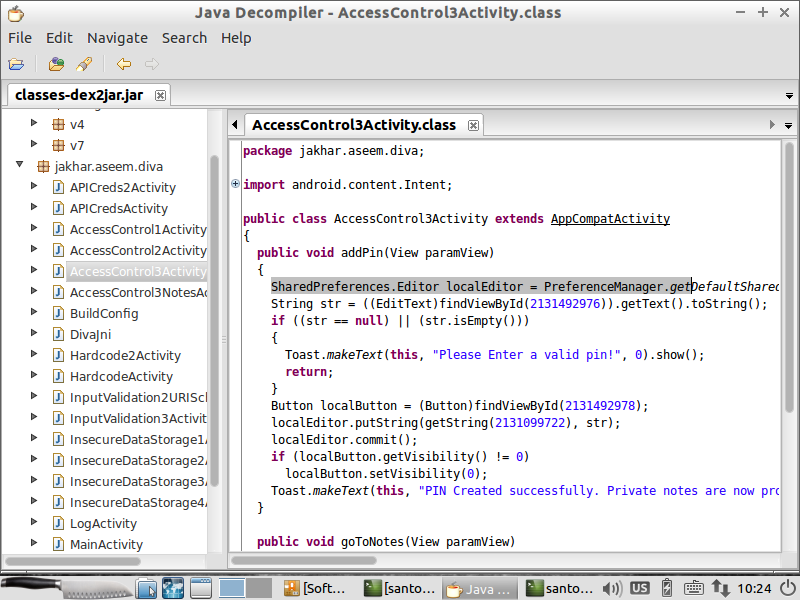 Java Decompiler - AccessControl3Activity.class
File Edit Navigate Search Help
classes-dex2jar.jar
v4
v7
jakhar.aseem.diva
APICreds2Activity
APICredsActivity
AccessControl1Activity
AccessControl2Activity
AccessControl3Activity
AccessControl3NotesAc
BuildConfig
DivaJni
Hardcode2Activity
HardcodeActivity
InputValidation2URISc
InputValidation3Activit
InsecureDataStorage1
InsecureDataStorage2
InsecureDataStorage3
InsecureDataStorage4
LogActivity
MainActivity
AccessControl3Activity.class
package jakhar.aseem.diva;
import android.content.Intent;
public class AccessControl3Activity extends AppCompatActivity
{
public void addPin(View paramView)
{
SharedPreferences.Editor localEditor = PreferenceManager.getDefaultShared
String str = ((EditText)findViewById(2131492976)).getText().toString();
if ((str == null) || (str.isEmpty()))
{
Toast.makeText(this, "Please Enter a valid pin!", 0).show();
return;
}
Button localButton = (Button)findViewById(2131492978);
localEditor.putString(getString(2131099722), str);
localEditor.commit();
if (localButton.getVisibility() != 0)
localButton.setVisibility(0);
Toast.makeText(this, "PIN Created successfully. Private notes are now pro
}
public void goToNotes(View paramView)
[Soft... [santo... Java ... santo... US 10:24